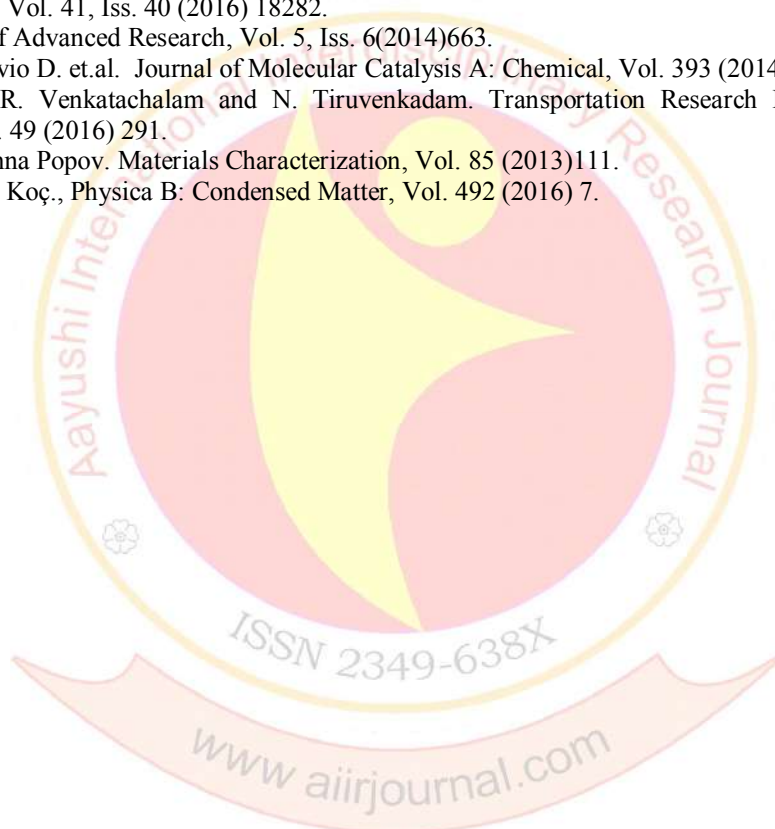 Vol. 41, Iss. 40 (2016) 18282.
f Advanced Research, Vol. 5, Iss. 6(2014)663.
vio D. et.al. Journal of Molecular Catalysis A: Chemical, Vol. 393 (2014
R. Venkatachalam and N. Tiruvenkadam. Transportation Research
. 49 (2016) 291.
nna Popov. Materials Characterization, Vol. 85 (2013)111.
Koç., Physica B: Condensed Matter, Vol. 492 (2016) 7.
Aayushi International Interdisciplinary Research Journal
ISSN 2349-638X
www aiirjournal.com